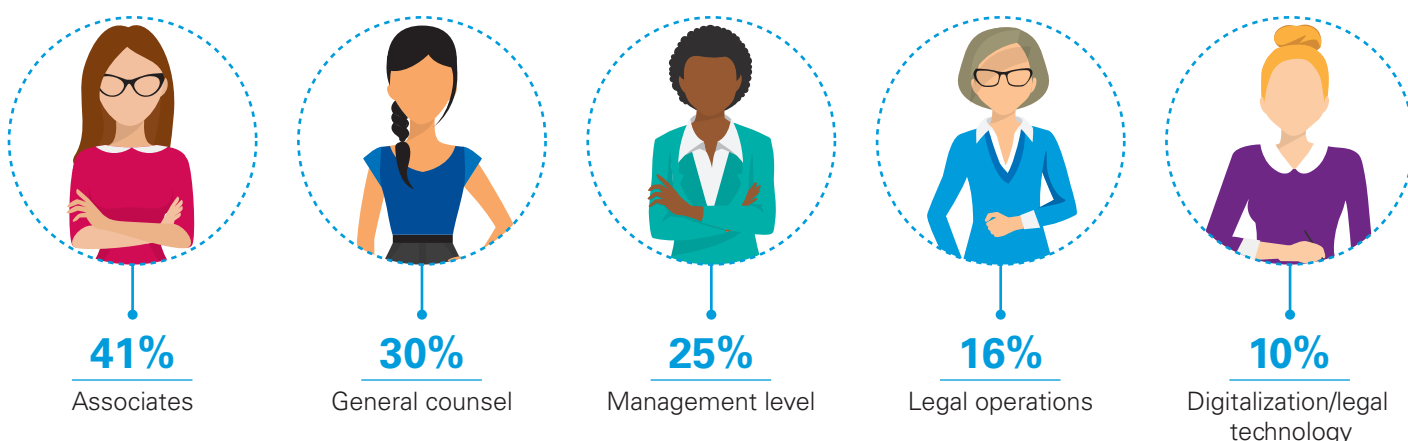 41%
Associates
30%
General counsel
25%
Management level
16%
Legal operations
10%
Digitalization/legal
technology